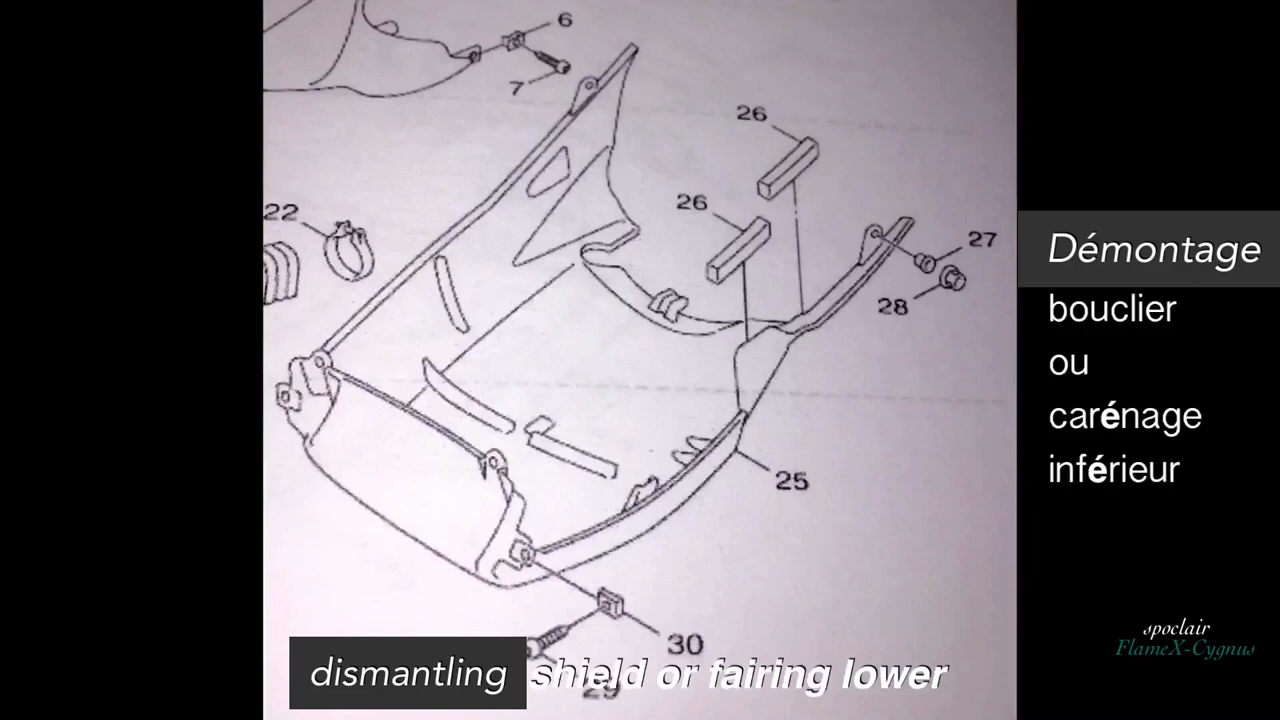 6
7
26
22
26
27
28
25
30
29
Démontage
bouclier
ou
carénage
inférieur
spoclair
FlameX-Cygnus
dismantling shield or fairing lower